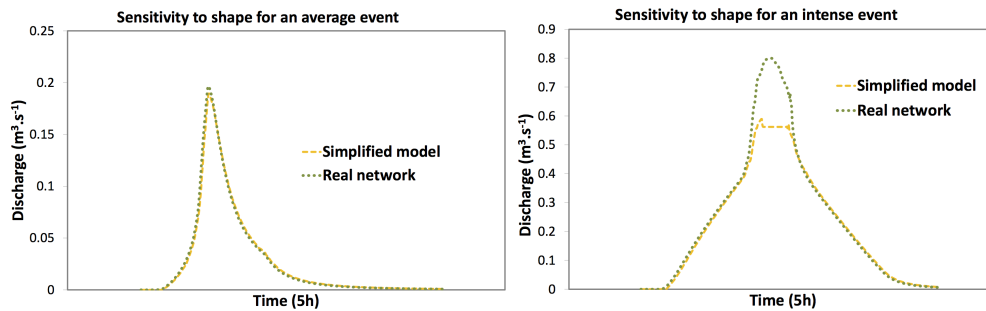 Sensitivity to shape for an average event
0.25
0.2
0.15
0.1
0.05
0
Discharge (m³.s⁻¹)
Simplified model
Real network
Time (5h)
Sensitivity to shape for an intense event
0.9
0.8
0.7
0.6
0.5
0.4
0.3
0.2
0.1
0
Discharge (m³.s⁻¹)
Simplified model
Real network
Time (5h)